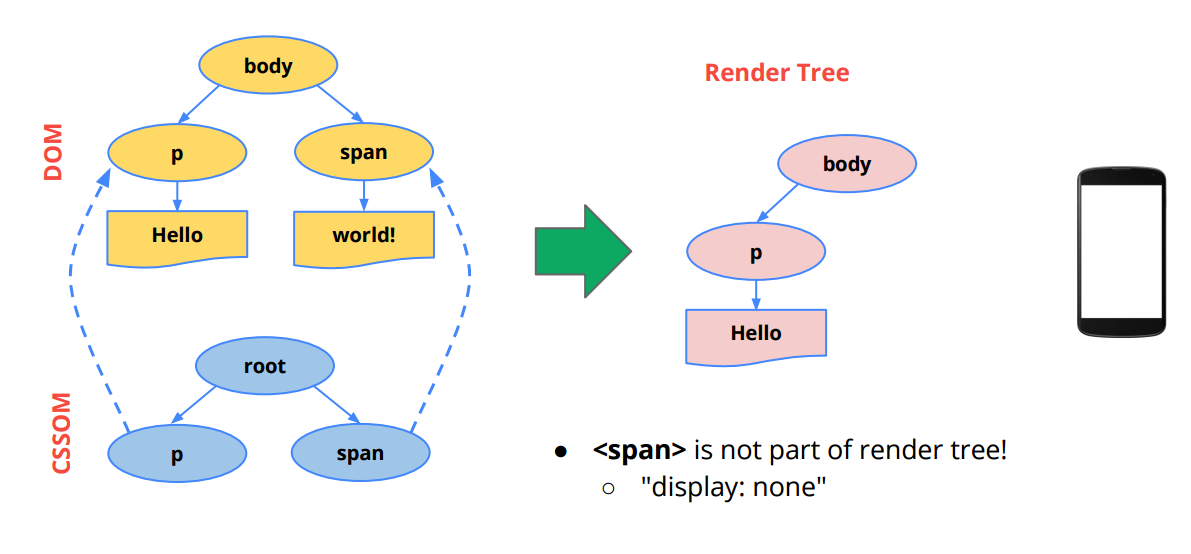 DOM
body
p
span
Hello
world!
CSSOM
root
p
span
Render Tree
body
p
Hello
● <span> is not part of render tree!
○ "display: none"